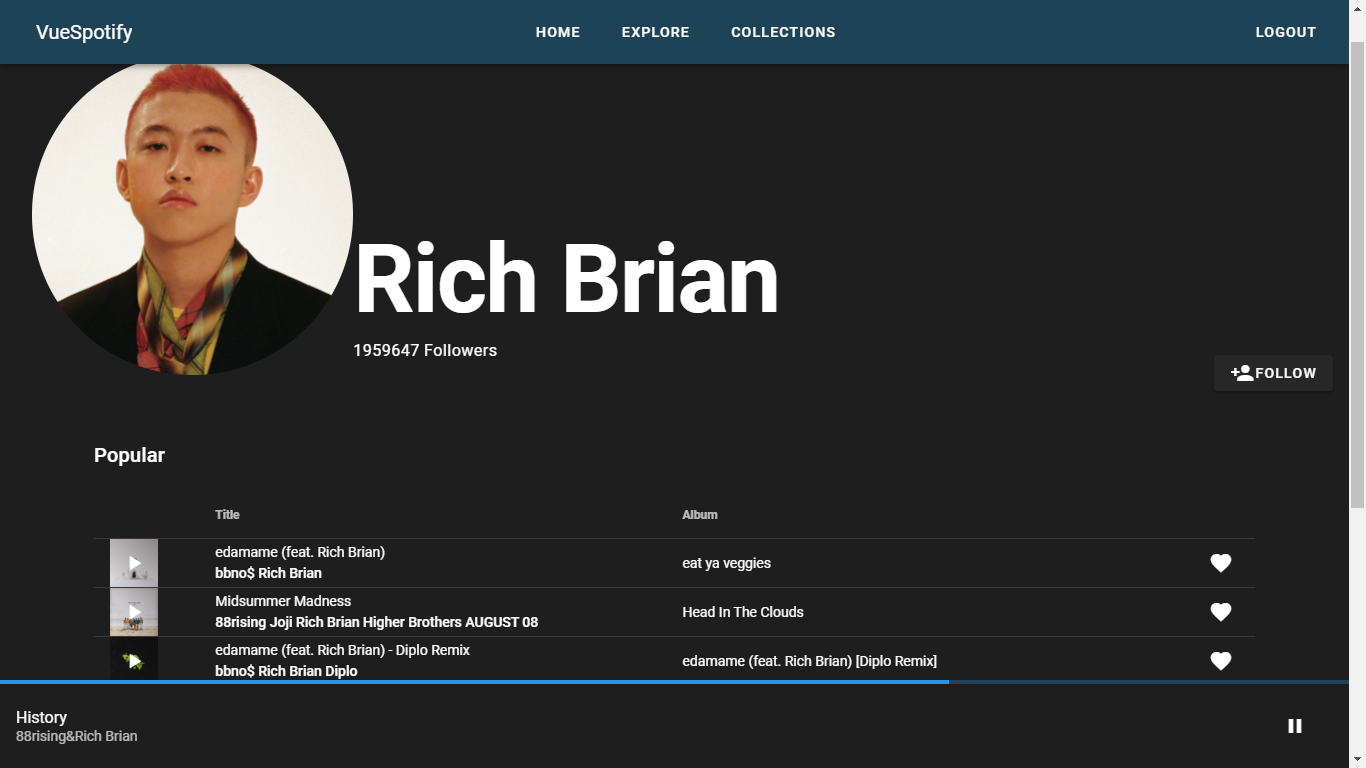 VueSpotify
HOME EXPLORE COLLECTIONS
LOGOUT
Rich Brian
1959647 Followers
FOLLOW
Popular
Title Album
edamame (feat. Rich Brian)
bbno$ Rich Brian
eat ya veggies
Midsummer Madness
88rising Joji Rich Brian Higher Brothers AUGUST 08
Head In The Clouds
edamame (feat. Rich Brian) - Diplo Remix
bbno$ Rich Brian Diplo
edamame (feat. Rich Brian) [Diplo Remix]
History
88rising&Rich Brian